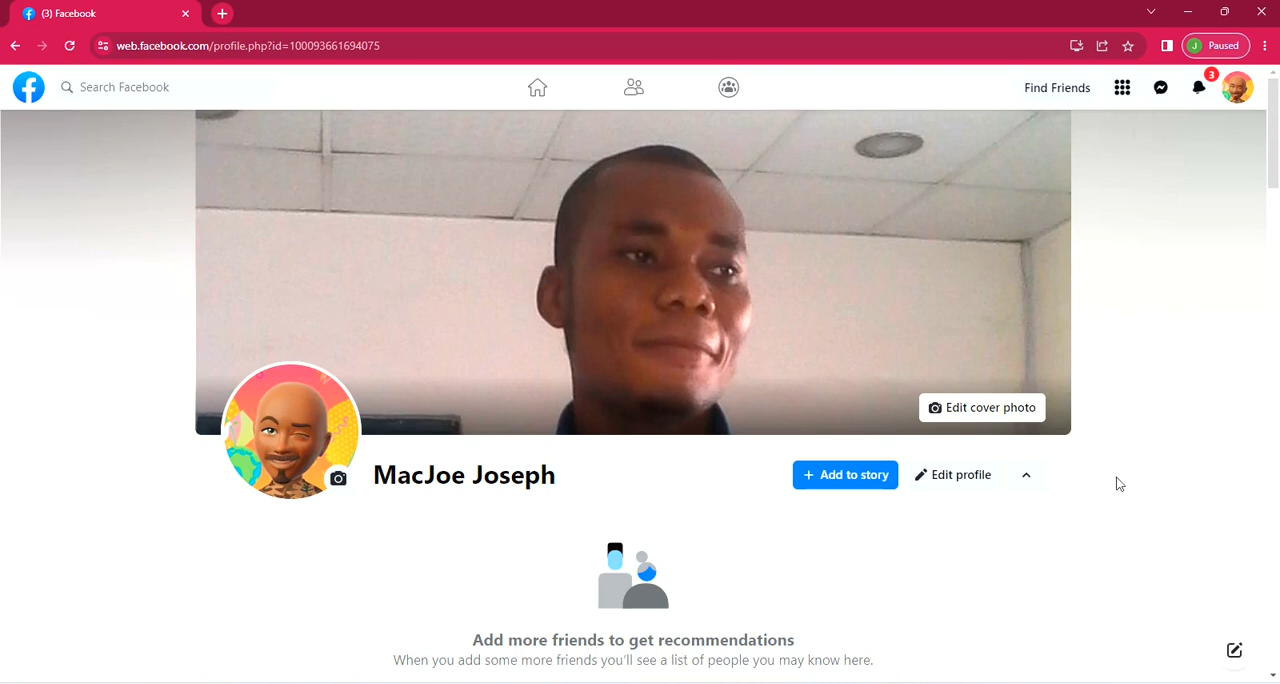 (3) Facebook
web.facebook.com/profile.php?id=100093661694075
J Paused
Search Facebook
Find Friends
3
Edit cover photo
MacJoe Joseph
+ Add to story
Edit profile
Add more friends to get recommendations
When you add some more friends you'll see a list of people you may know here.